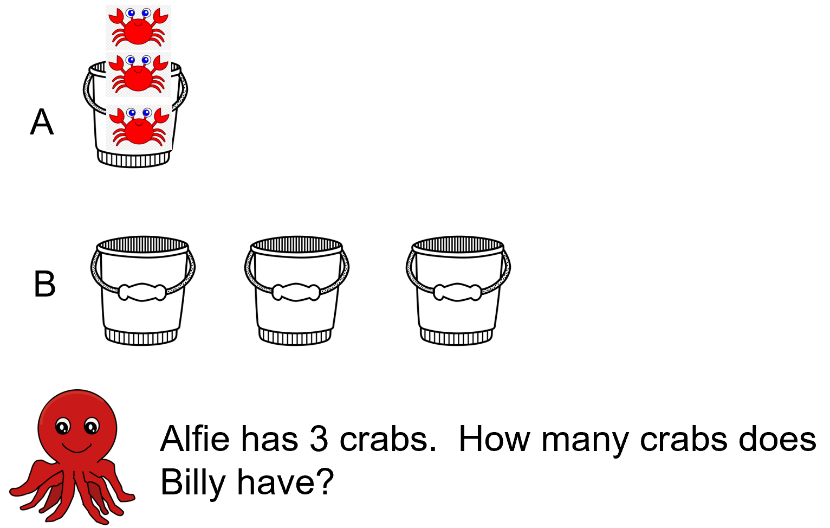 A
B
Alfie has 3 crabs.  How many crabs does
Billy have?